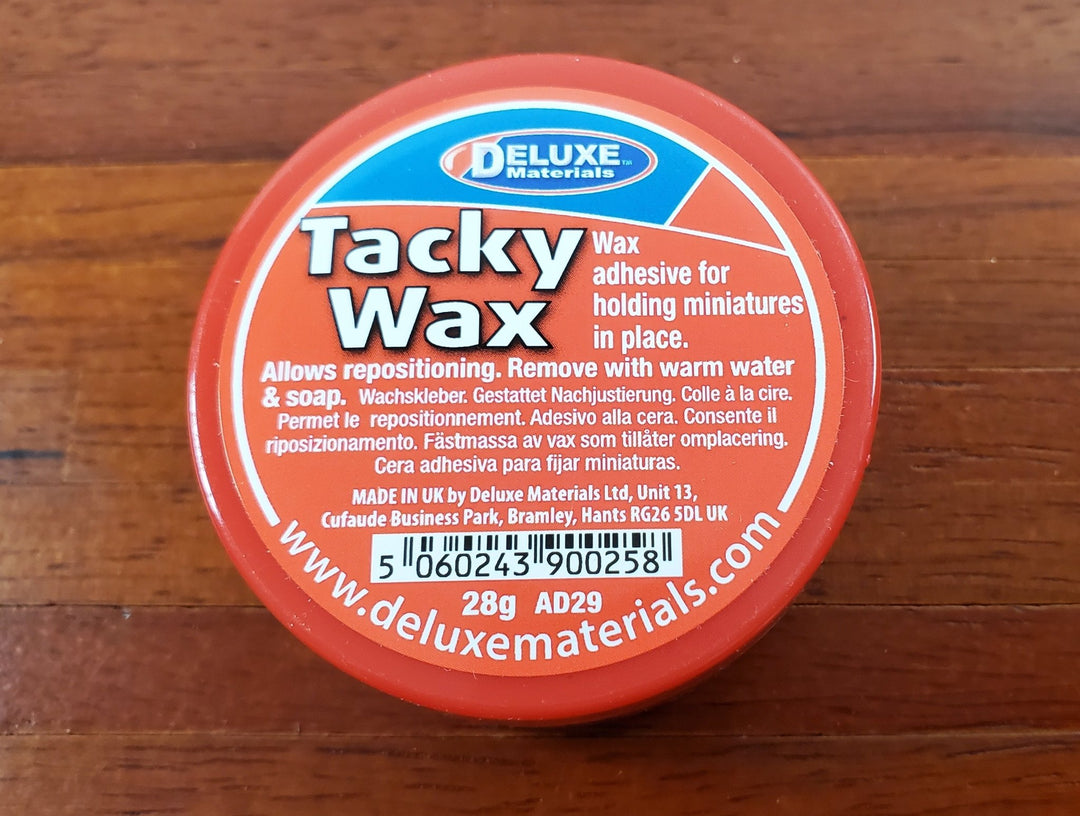 DELUXE™
Materials
Tacky
Wax
Wax
adhesive for
holding miniatures
in place.
Allows repositioning. Remove with warm water
& soap. Wachskleber. Gestattet Nachjustierung. Colle à la cire.
Permet le repositionnement. Adesivo alla cera. Consente il
riposizionamento. Fästmassa av vax som tillåter omplacering.
Cera adhesiva para fijar miniaturas.
MADE IN UK by Deluxe Materials Ltd, Unit 13,
Cufaude Business Park, Bramley, Hants RG26 5DL UK
5 060243 900258
28g AD29
www.deluxematerials.com